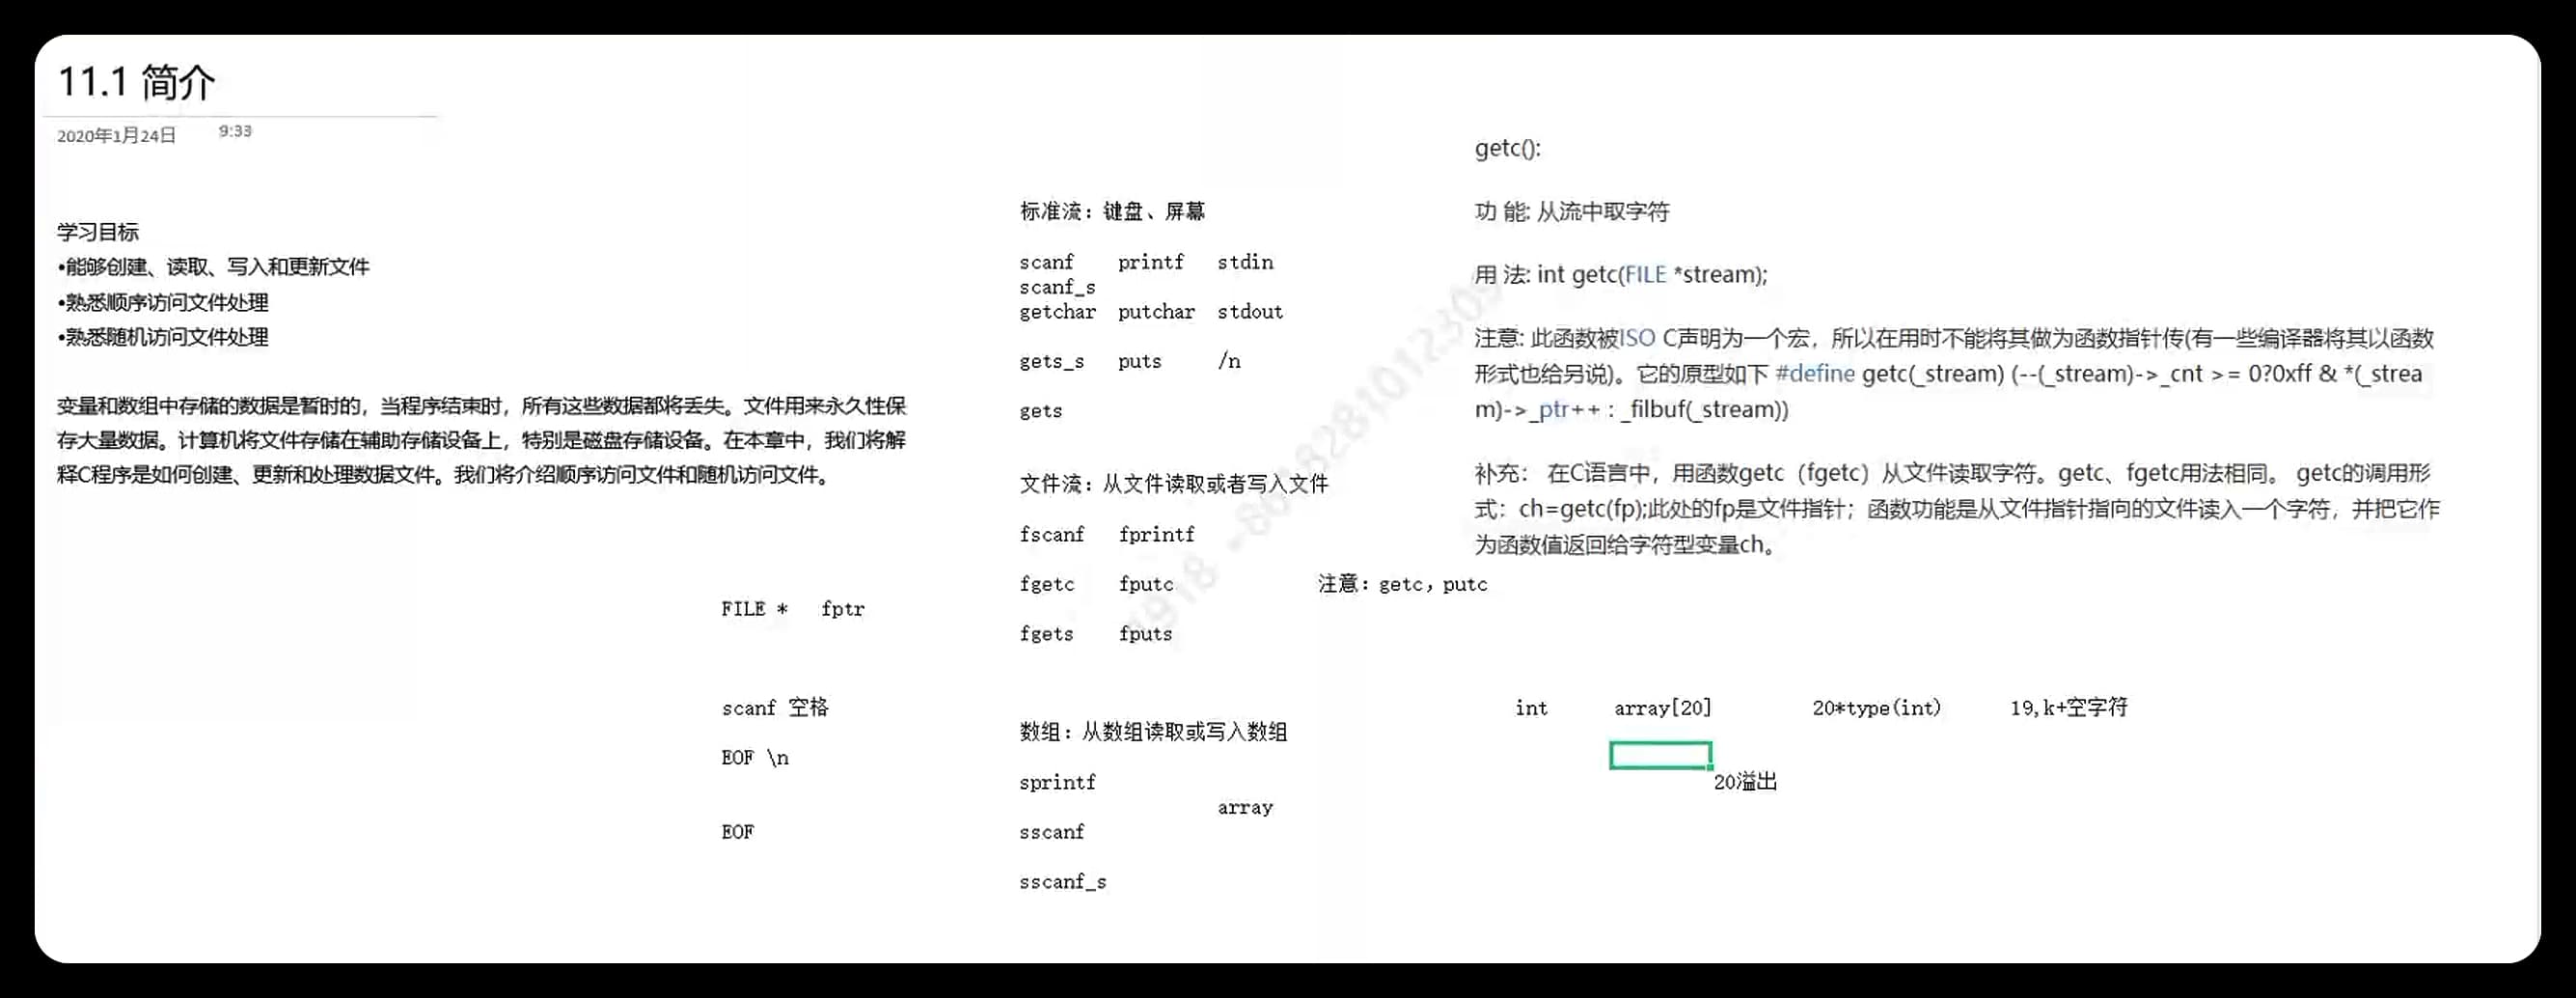 11.1 简介
2020年1月24日 9:33
学习目标
•能够创建、读取、写入和更新文件
•熟悉顺序访问文件处理
•熟悉随机访问文件处理
变量和数组中存储的数据是暂时的，当程序结束时，所有这些数据都将丢失。文件用来永久性保
存大量数据。计算机将文件存储在辅助存储设备上，特别是磁盘存储设备。在本章中，我们将解
释C程序是如何创建、更新和处理数据文件。我们将介绍顺序访问文件和随机访问文件。
FILE * fptr
scanf 空格
EOF \n
EOF
标准流：键盘、屏幕
scanf printf stdin
scanf_s
getchar putchar stdout
gets_s puts /n
gets
文件流：从文件读取或者写入文件
fscanf fprintf
fgetc fputc 注意：getc，putc
fgets fputs
数组：从数组读取或写入数组
sprintf
array
sscanf
sscanf_s
getc():
功 能: 从流中取字符
用 法: int getc(FILE *stream);
注意: 此函数被ISO C声明为一个宏，所以在用时不能将其做为函数指针传(有一些编译器将其以函数
形式也给另说)。它的原型如下 #define getc(_stream) (--(_stream)->_cnt >= 0?0xff & *(_strea
m)->_ptr++ : _filbuf(_stream))
补充： 在C语言中，用函数getc（fgetc）从文件读取字符。getc、fgetc用法相同。 getc的调用形
式：ch=getc(fp);此处的fp是文件指针；函数功能是从文件指针指向的文件读入一个字符，并把它作
为函数值返回给字符型变量ch。
int array[20] 20*type(int) 19,k+空字符
20溢出